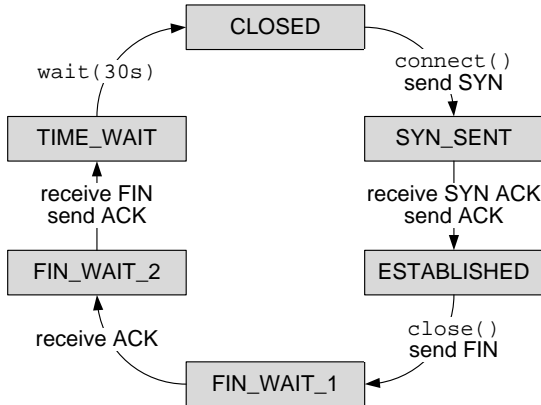 CLOSED
wait(30s)
connect()
send SYN
TIME_WAIT
SYN_SENT
receive FIN
send ACK
receive SYN ACK
send ACK
FIN_WAIT_2
ESTABLISHED
receive ACK
close()
send FIN
FIN_WAIT_1